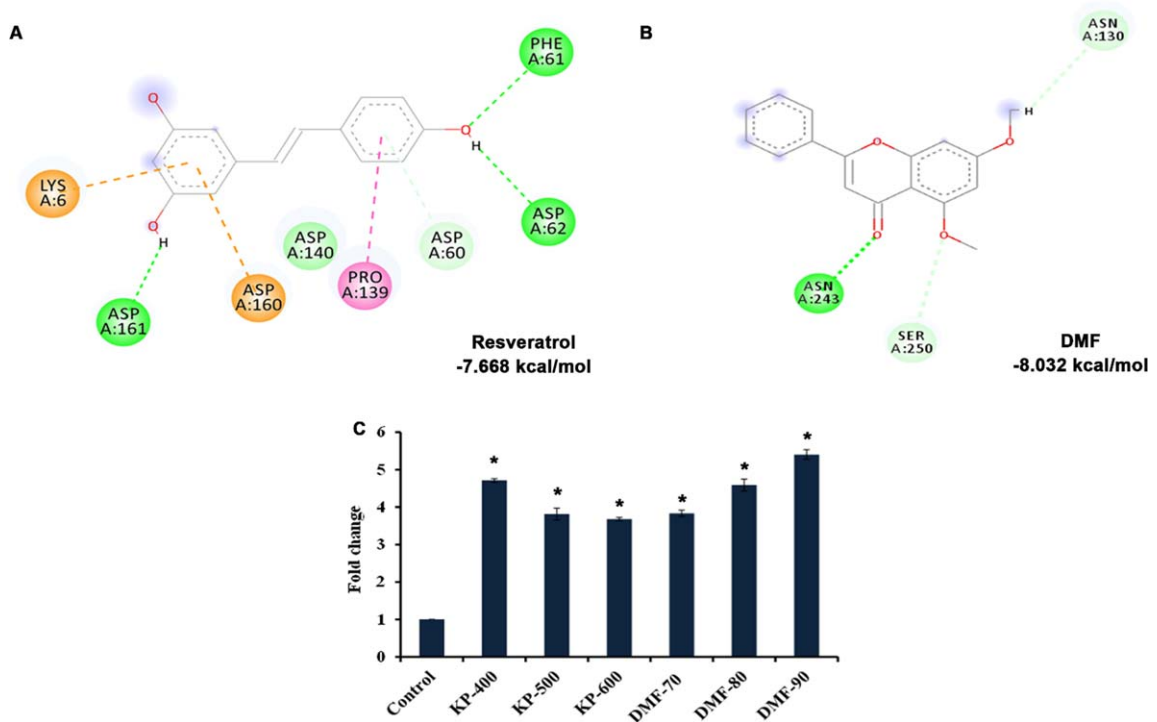 A
PHE
A:61
O
O
H
LYS
A:6
ASP
A:62
O
H
ASP
A:140
ASP
A:60
PRO
A:139
ASP
A:160
ASP
A:161
Resveratrol
-7.668 kcal/mol
B
ASN
A:130
H
O
O
O
O
ASN
A:243
SER
A:250
DMF
-8.032 kcal/mol
C
Fold change
6
5
4
3
2
1
0
* * * * * *
Control KP-400 KP-500 KP-600 DMF-70 DMF-80 DMF-90